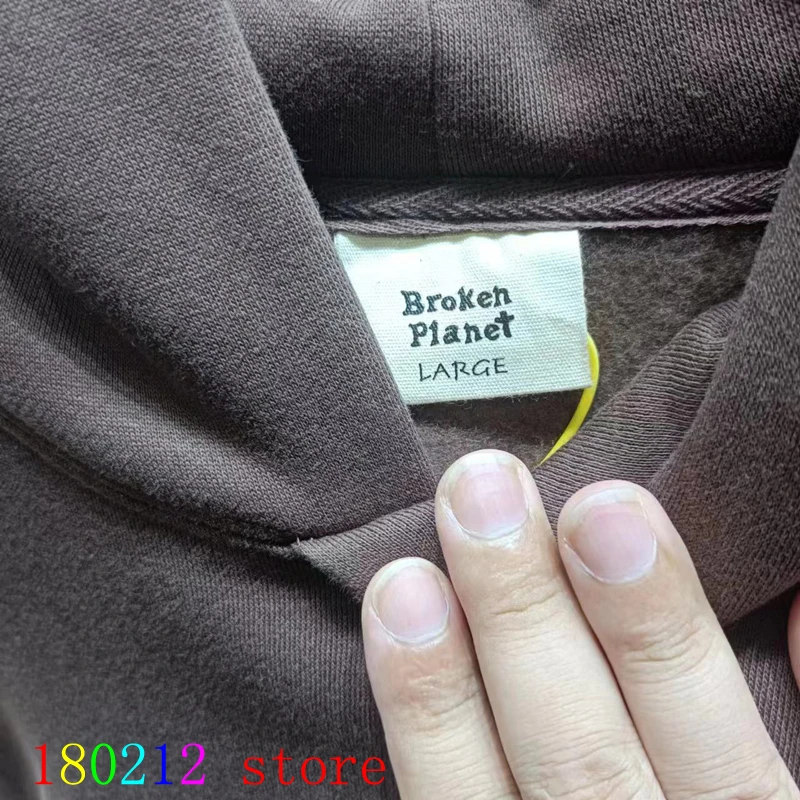 Broken
Planet
LARGE
180212 store